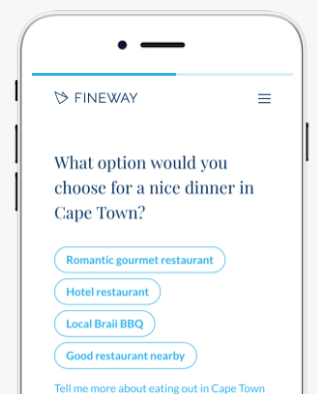 FINEWAY
What option would you
choose for a nice dinner in
Cape Town?
Romantic gourmet restaurant
Hotel restaurant
Local Braii BBQ
Good restaurant nearby
Tell me more about eating out in Cape Town